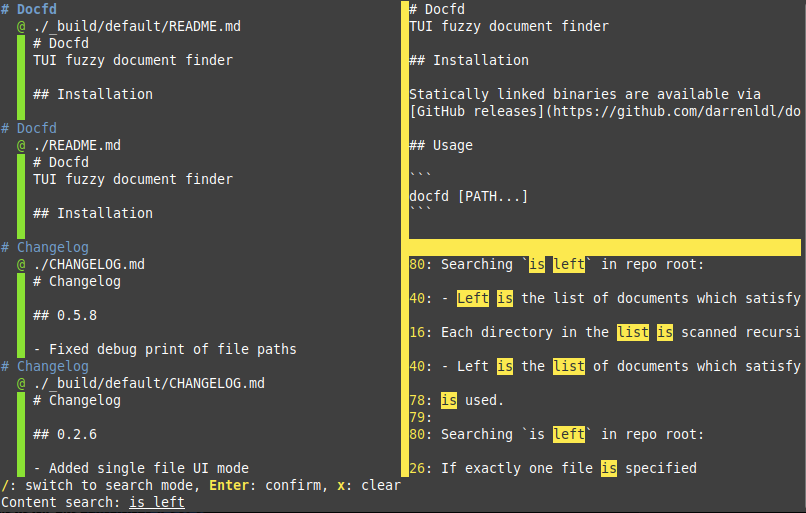 # Docfd
@ ./_build/default/README.md
# Docfd
TUI fuzzy document finder
## Installation
# Docfd
@ ./README.md
# Docfd
TUI fuzzy document finder
## Installation
# Changelog
@ ./CHANGELOG.md
# Changelog
## 0.5.8
- Fixed debug print of file paths
# Changelog
@ ./_build/default/CHANGELOG.md
# Changelog
## 0.2.6
- Added single file UI mode
# Docfd
TUI fuzzy document finder
## Installation
Statically linked binaries are available via
[GitHub releases](https://github.com/darrenldl/do
## Usage
```
docfd [PATH...]
```
80: Searching `is left` in repo root:
40: - Left is the list of documents which satisfy
16: Each directory in the list is scanned recursi
40: - Left is the list of documents which satisfy
78: is used.
79:
80: Searching `is left` in repo root:
26: If exactly one file is specified
/: switch to search mode, Enter: confirm, x: clear
Content search: is left